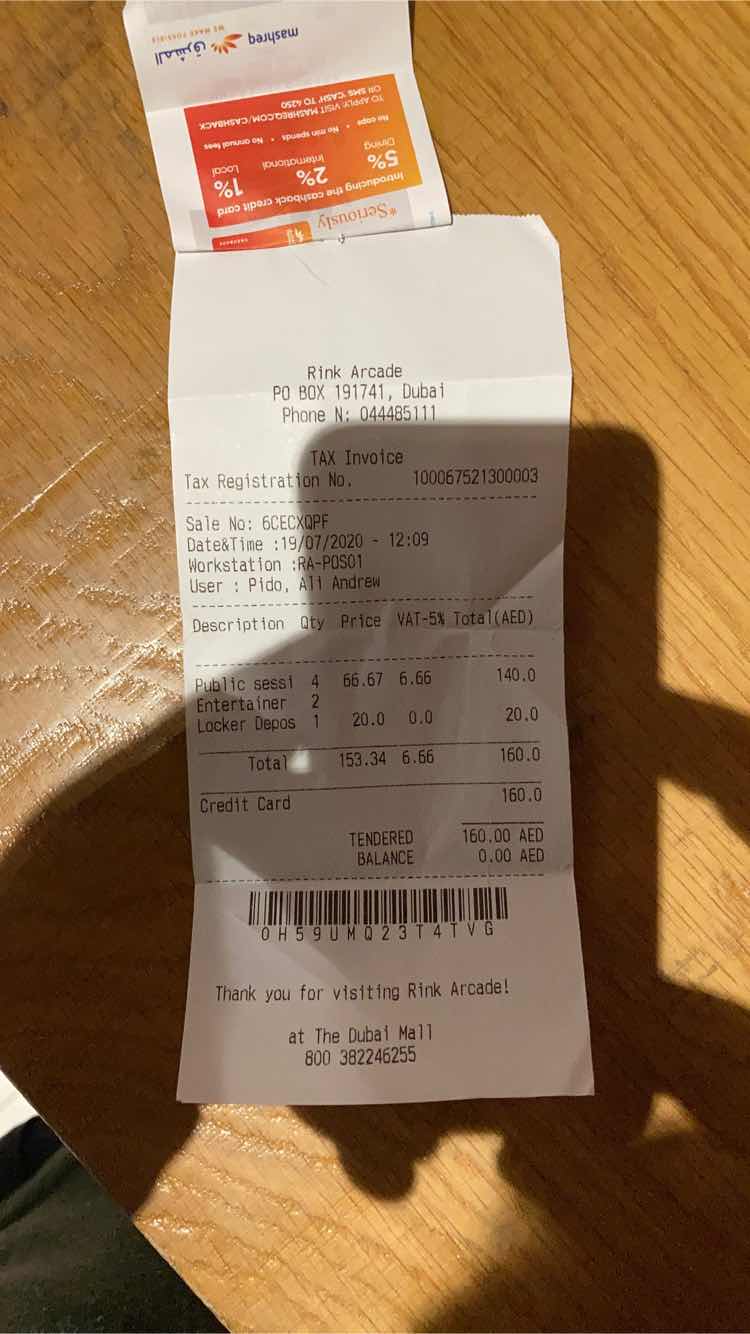 mashreq المشرق
WE MAKE POSSIBLE
TO APPLY: VISIT MASHREQ.COM/CASHBACK
OR SMS 'CASH' TO 4250
No caps • No min spends • No annual fees
5% 2% 1%
Dining International Local
Introducing the cashback credit card
*Seriously
Rink Arcade
PO BOX 191741, Dubai
Phone N: 044485111
TAX Invoice
Tax Registration No. 100067521300003
Sale No: 6CECXQPF
Date&Time :19/07/2020 - 12:09
Workstation :RA-POS01
User : Pido, Ali Andrew
Description Qty Price VAT-5% Total(AED)
Public sessi 4 66.67 6.66 140.0
Entertainer 2
Locker Depos 1 20.0 0.0 20.0
Total 153.34 6.66 160.0
Credit Card 160.0
TENDERED 160.00 AED
BALANCE 0.00 AED
0H59UMQ23T4TVG
Thank you for visiting Rink Arcade!
at The Dubai Mall
800 382246255